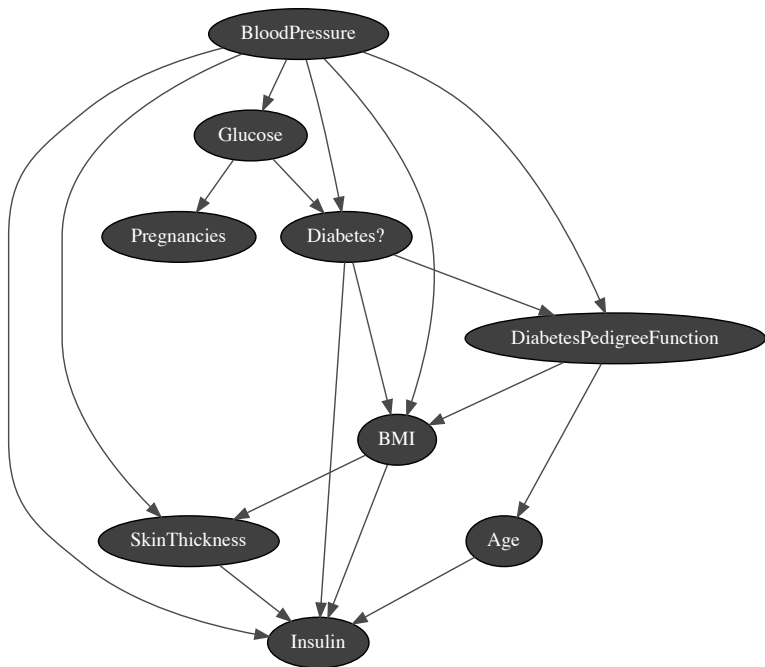 BloodPressure
Glucose
Pregnancies
Diabetes?
DiabetesPedigreeFunction
BMI
SkinThickness
Age
Insulin